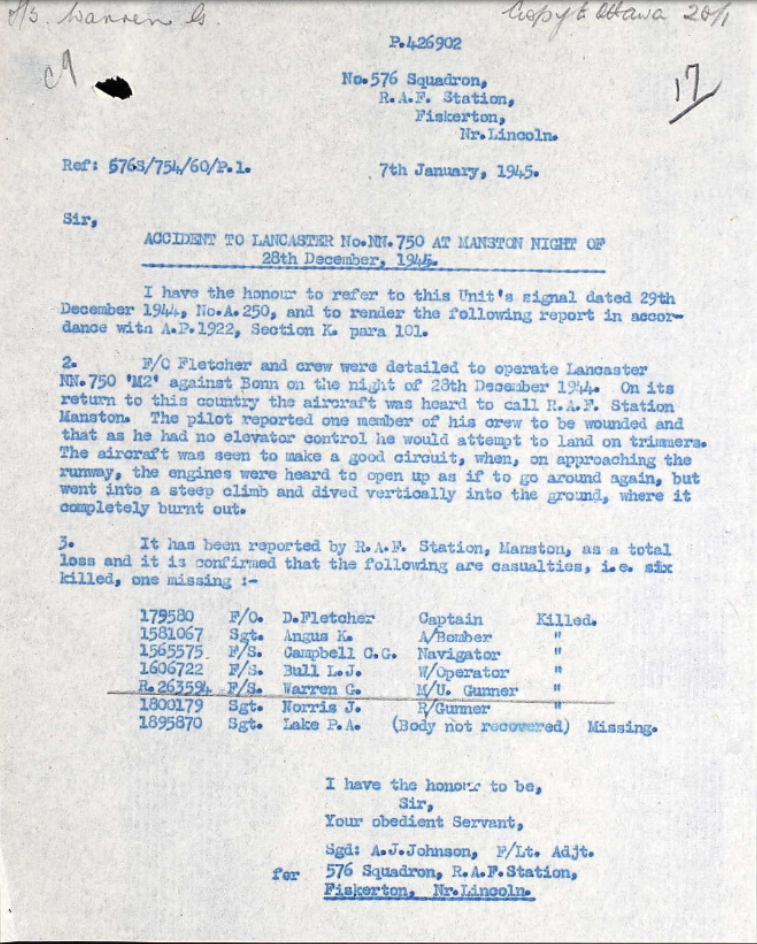 F/S. Warren G.
Copy to Ottawa 20/1
P.426902
17
No.576 Squadron,
R.A.F. Station,
Fiskerton,
Nr.Lincoln.
Ref: 576S/754/60/P.1.
7th January, 1945.
Sir,
ACCIDENT TO LANCASTER No.NN.750 AT MANSTON NIGHT OF
28th December, 1944.
I have the honour to refer to this Unit's signal dated 29th
December 1944, No.A.250, and to render the following report in accor-
dance with A.P.1922, Section K. para 101.
2. F/O Fletcher and crew were detailed to operate Lancaster
NN.750 'M2' against Bonn on the night of 28th December 1944. On its
return to this country the aircraft was heard to call R.A.F. Station
Manston. The pilot reported one member of his crew to be wounded and
that as he had no elevator control he would attempt to land on trimmers.
The aircraft was seen to make a good circuit, when, on approaching the
runway, the engines were heard to open up as if to go around again, but
went into a steep climb and dived vertically into the ground, where it
completely burnt out.
3. It has been reported by R.A.F. Station, Manston, as a total
loss and it is confirmed that the following are casualties, i.e. six
killed, one missing :-
179580 F/O. D.Fletcher Captain Killed.
1581067 Sgt. Angus K. A/Bomber "
1565575. F/S. Campbell C.G. Navigator "
1606722 F/S. Bull L.J. W/Operator "
R.263594 F/S. Warren G. M/U. Gunner "
1800179 Sgt. Norris J. R/Gunner "
1895870 Sgt. Lake P.A. (Body not recovered) Missing.
I have the honour to be,
Sir,
Your obedient Servant,
Sgd: A.J.Johnson, F/Lt. Adjt.
for 576 Squadron, R.A.F.Station,
Fiskerton, Nr.Lincoln.